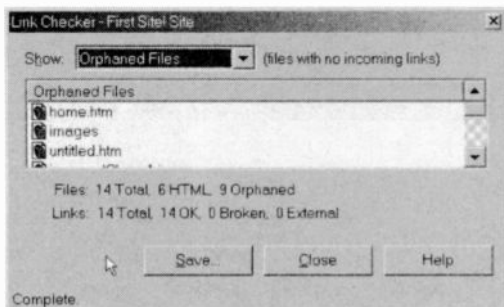 Link Checker - First Site! Site
Show: Orphaned Files (files with no incoming links)
Orphaned Files
home.htm
images
untitled.htm
Files: 14 Total, 6 HTML, 9 Orphaned
Links: 14 Total, 14 OK, 0 Broken, 0 External
Save... Close Help
Complete.